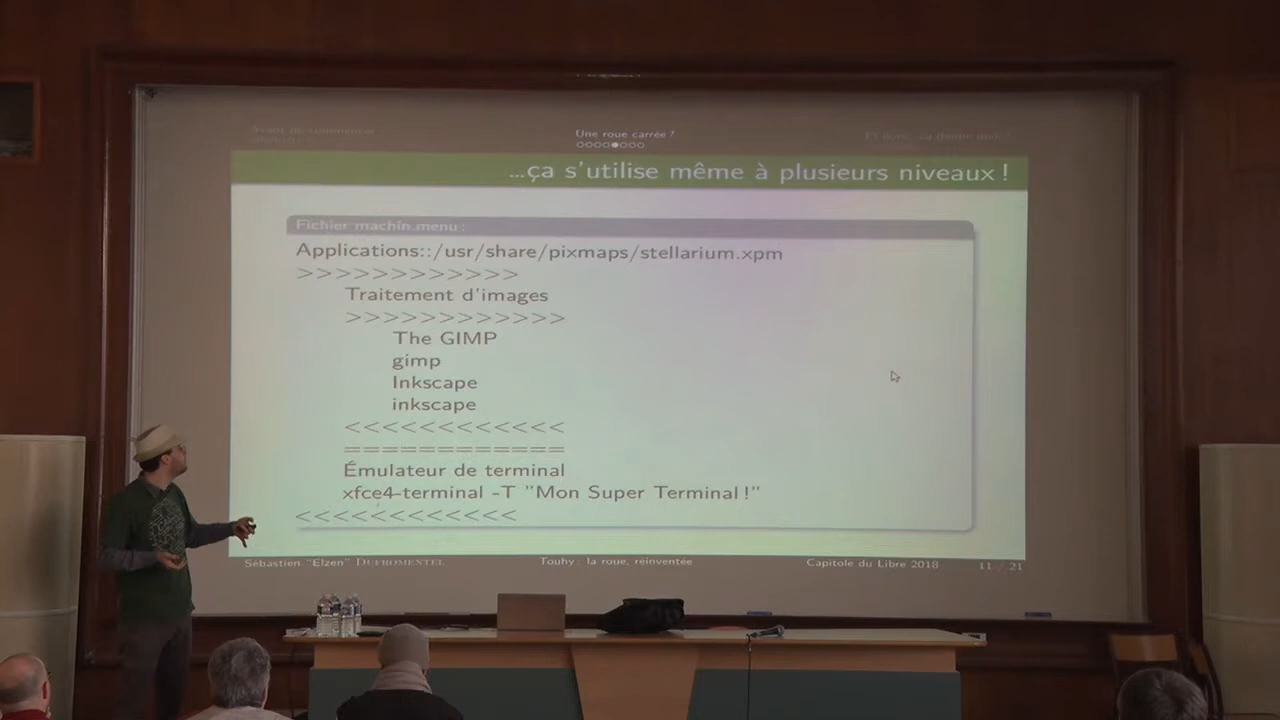 Une roue carrée ?
...ça s'utilise même à plusieurs niveaux !
Fichier machin.menu :
Applications::/usr/share/pixmaps/stellarium.xpm
>>>>>>>>>>>>
Traitement d'images
>>>>>>>>>>>>
The GIMP
gimp
Inkscape
inkscape
<<<<<<<<<<<<
============
Émulateur de terminal
xfce4-terminal -T "Mon Super Terminal !"
<<<<<<<<<<<<
Sébastien "Elzen" DUFROMENTEL
Touhy : la roue, réinventée
Capitole du Libre 2018
11 / 21